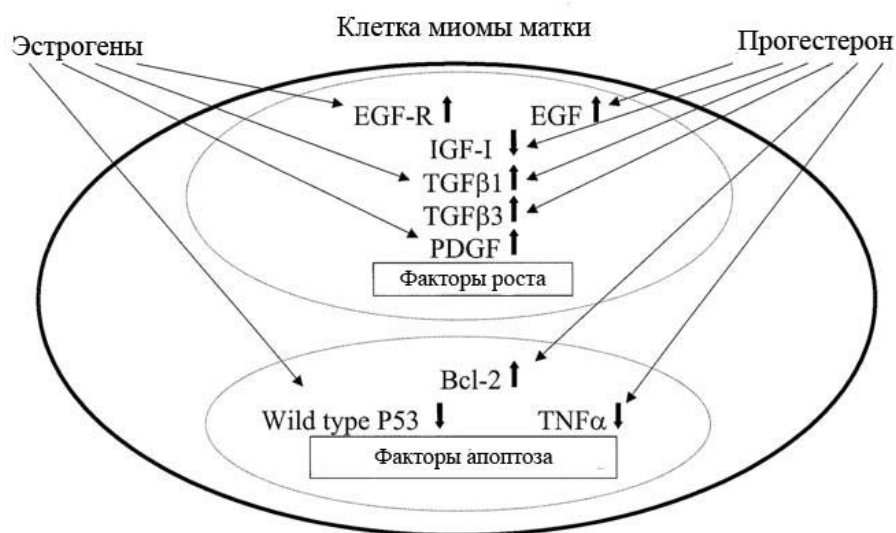 Эстрогены
Клетка миомы матки
Прогестерон
EGF-R
EGF
IGF-I
TGFβ1
TGFβ3
PDGF
Факторы роста
Bcl-2
Wild type P53
TNFα
Факторы апоптоза